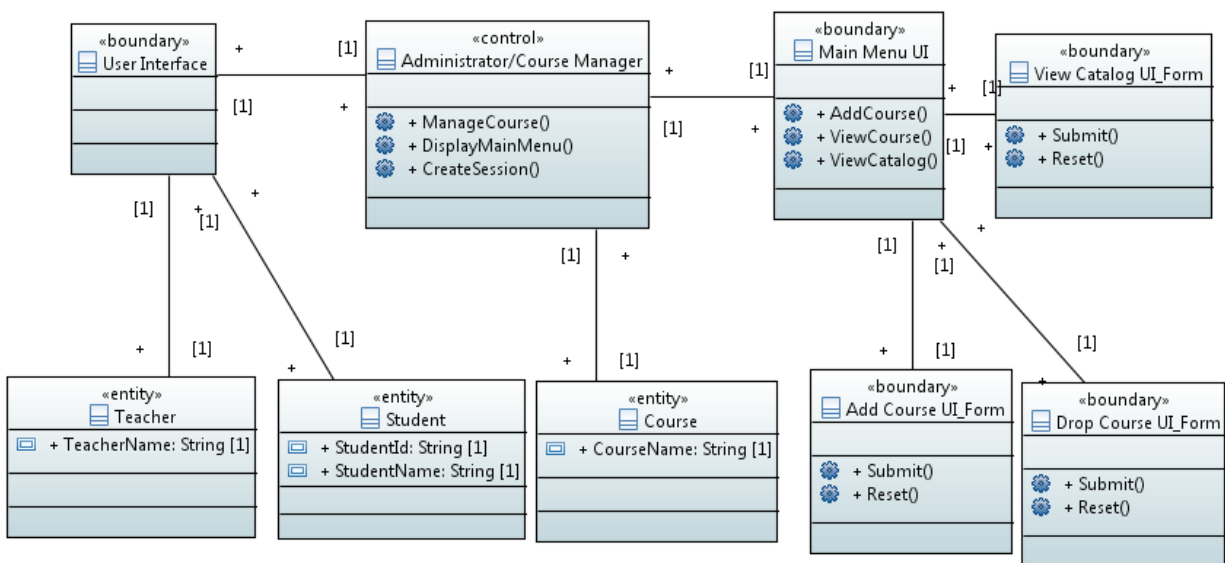 «boundary»
User Interface
+
[1]
[1]
+
«control»
Administrator/Course Manager
+ ManageCourse()
+ DisplayMainMenu()
+ CreateSession()
+
[1]
[1]
+
«boundary»
Main Menu UI
+ AddCourse()
+ ViewCourse()
+ ViewCatalog()
+
[1]
[1]
+
«boundary»
View Catalog UI_Form
+ Submit()
+ Reset()
[1]
+
[1]
+
[1]
+
[1]
+
[1]
+
+
[1]
[1]
+
[1]
+
+
[1]
+
[1]
+
[1]
«entity»
Teacher
+ TeacherName: String [1]
«entity»
Student
+ StudentId: String [1]
+ StudentName: String [1]
«entity»
Course
+ CourseName: String [1]
«boundary»
Add Course UI_Form
+ Submit()
+ Reset()
«boundary»
Drop Course UI_Form
+ Submit()
+ Reset()